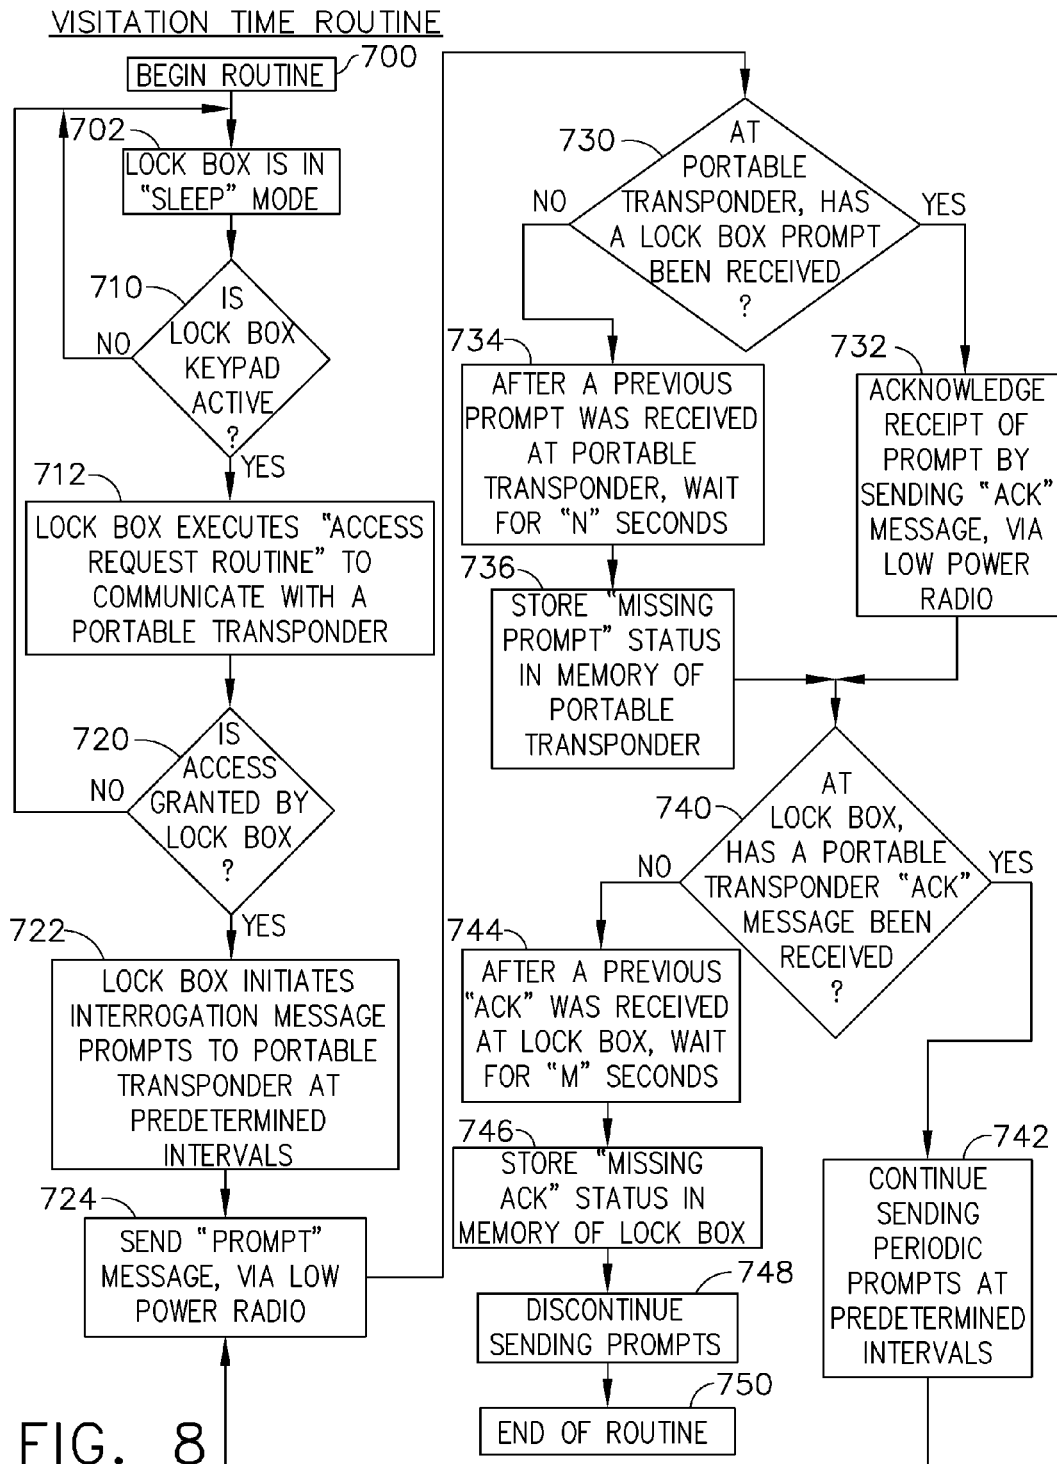 VISITATION TIME ROUTINE
BEGIN ROUTINE
700
702
LOCK BOX IS IN
"SLEEP" MODE
710
IS
LOCK BOX
KEYPAD
ACTIVE
?
NO
YES
712
LOCK BOX EXECUTES "ACCESS
REQUEST ROUTINE" TO
COMMUNICATE WITH A
PORTABLE TRANSPONDER
720
IS
ACCESS
GRANTED BY
LOCK BOX
?
NO
YES
722
LOCK BOX INITIATES
INTERROGATION MESSAGE
PROMPTS TO PORTABLE
TRANSPONDER AT
PREDETERMINED
INTERVALS
724
SEND "PROMPT"
MESSAGE, VIA LOW
POWER RADIO
730
AT
PORTABLE
TRANSPONDER, HAS
A LOCK BOX PROMPT
BEEN RECEIVED
?
NO
YES
734
AFTER A PREVIOUS
PROMPT WAS RECEIVED
AT PORTABLE
TRANSPONDER, WAIT
FOR "N" SECONDS
732
ACKNOWLEDGE
RECEIPT OF
PROMPT BY
SENDING "ACK"
MESSAGE, VIA
LOW POWER
RADIO
736
STORE "MISSING
PROMPT" STATUS
IN MEMORY OF
PORTABLE
TRANSPONDER
740
AT
LOCK BOX,
HAS A PORTABLE
TRANSPONDER "ACK"
MESSAGE BEEN
RECEIVED
?
NO
YES
744
AFTER A PREVIOUS
"ACK" WAS RECEIVED
AT LOCK BOX, WAIT
FOR "M" SECONDS
746
STORE "MISSING
ACK" STATUS IN
MEMORY OF LOCK BOX
742
CONTINUE
SENDING
PERIODIC
PROMPTS AT
PREDETERMINED
INTERVALS
748
DISCONTINUE
SENDING PROMPTS
750
END OF ROUTINE
FIG. 8